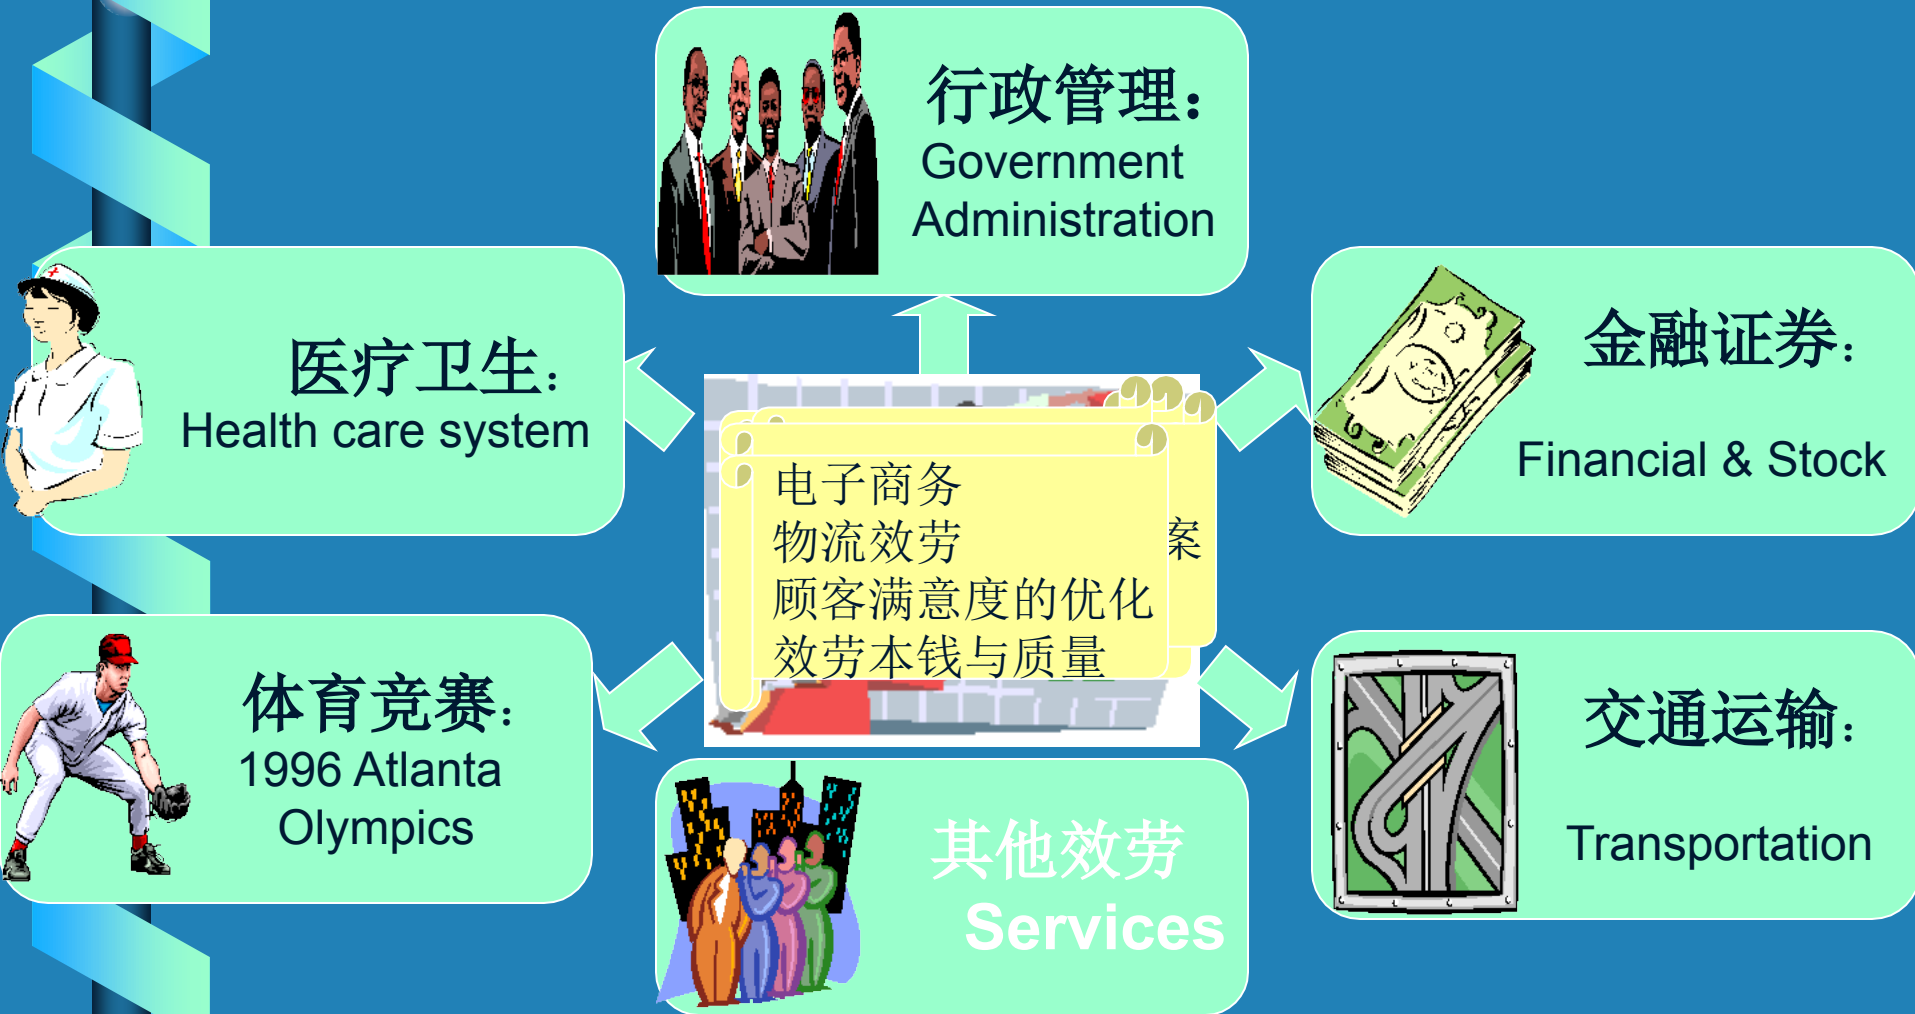 行政管理：
Government
Administration
医疗卫生：
Health care system
金融证券：
Financial & Stock
电子商务
物流效劳
案
顾客满意度的优化
效劳本钱与质量
体育竞赛：
1996 Atlanta
Olympics
其他效劳
Services
交通运输：
Transportation